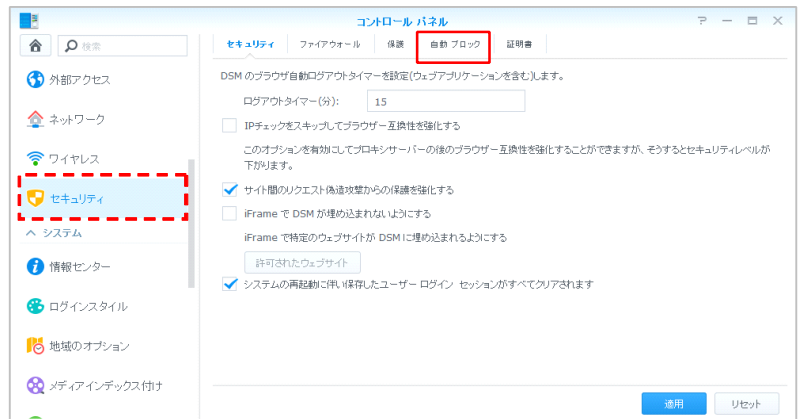 コントロール パネル
検索
外部アクセス
ネットワーク
ワイヤレス
セキュリティ
システム
情報センター
ログインスタイル
地域のオプション
メディアインデックス付け
セキュリティ ファイアウォール 保護 自動 ブロック 証明書
DSM のブラウザ自動ログアウトタイマーを設定(ウェブアプリケーションを含む)します。
ログアウトタイマー(分): 15
IPチェックをスキップしてブラウザー互換性を強化する
このオプションを有効にしてプロキシサーバーの後のブラウザー互換性を強化することができますが、そうするとセキュリティレベルが
下がります。
サイト間のリクエスト偽造攻撃からの保護を強化する
iFrame で DSM が埋め込まれないようにする
iFrame で特定のウェブサイトが DSM に埋め込まれるようにする
許可されたウェブサイト
システムの再起動に伴い保存したユーザー ログイン セッションがすべてクリアされます
適用 リセット